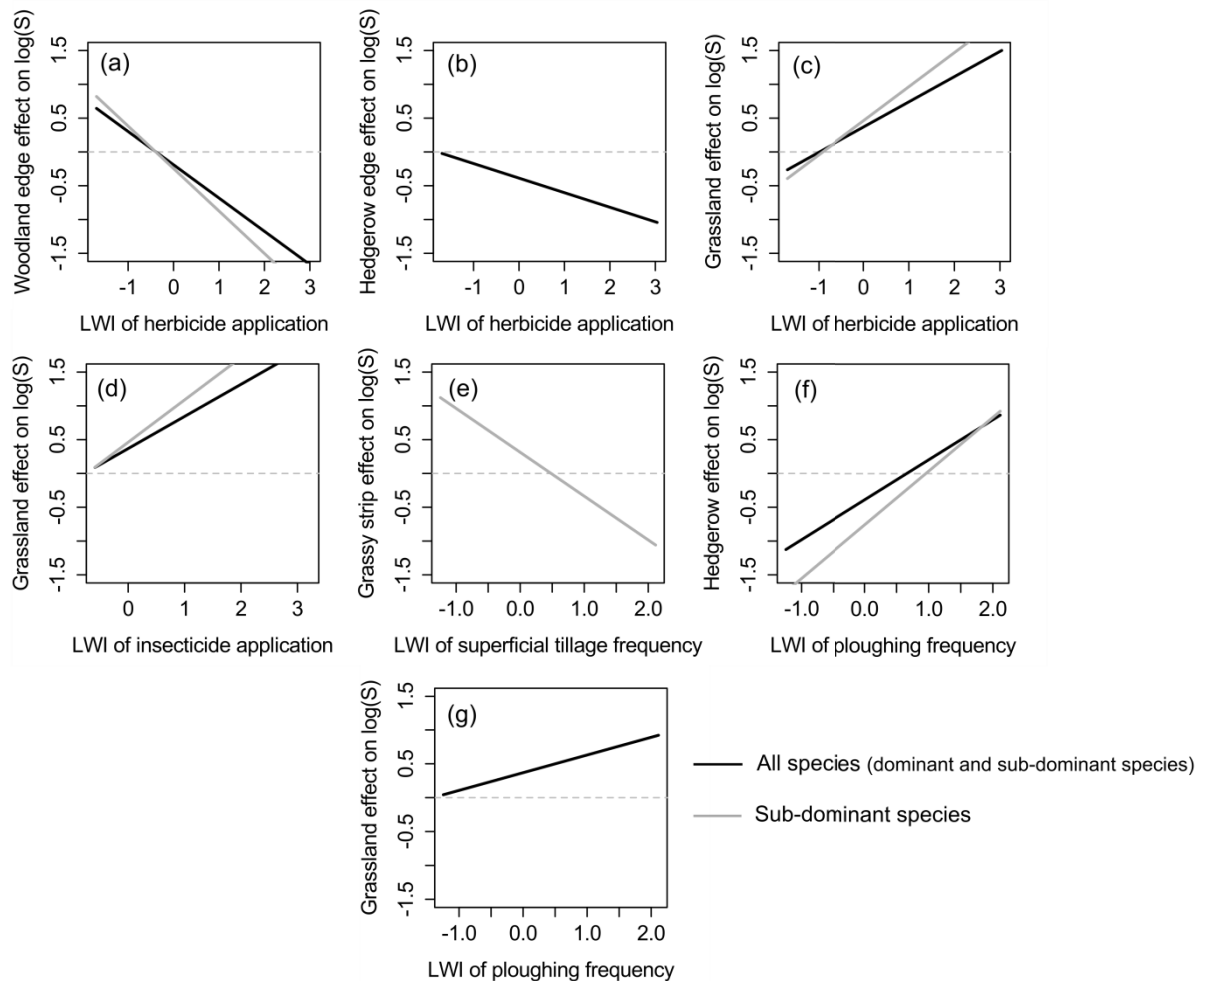 (a)
Woodland edge effect on log(S)
1.5
0.5
-0.5
-1.5
-1 0 1 2 3
LWI of herbicide application
(b)
Hedgerow edge effect on log(S)
1.5
0.5
-0.5
-1.5
-1 0 1 2 3
LWI of herbicide application
(c)
Grassland effect on log(S)
1.5
0.5
-0.5
-1.5
-1 0 1 2 3
LWI of herbicide application
(d)
Grassland effect on log(S)
1.5
0.5
-0.5
-1.5
0 1 2 3
LWI of insecticide application
(e)
Grassy strip effect on log(S)
1.5
0.5
-0.5
-1.5
-1.0 0.0 1.0 2.0
LWI of superficial tillage frequency
(f)
Hedgerow effect on log(S)
1.5
0.5
-0.5
-1.5
-1.0 0.0 1.0 2.0
LWI of ploughing frequency
(g)
Grassland effect on log(S)
1.5
0.5
-0.5
-1.5
-1.0 0.0 1.0 2.0
LWI of ploughing frequency
All species (dominant and sub-dominant species)
Sub-dominant species